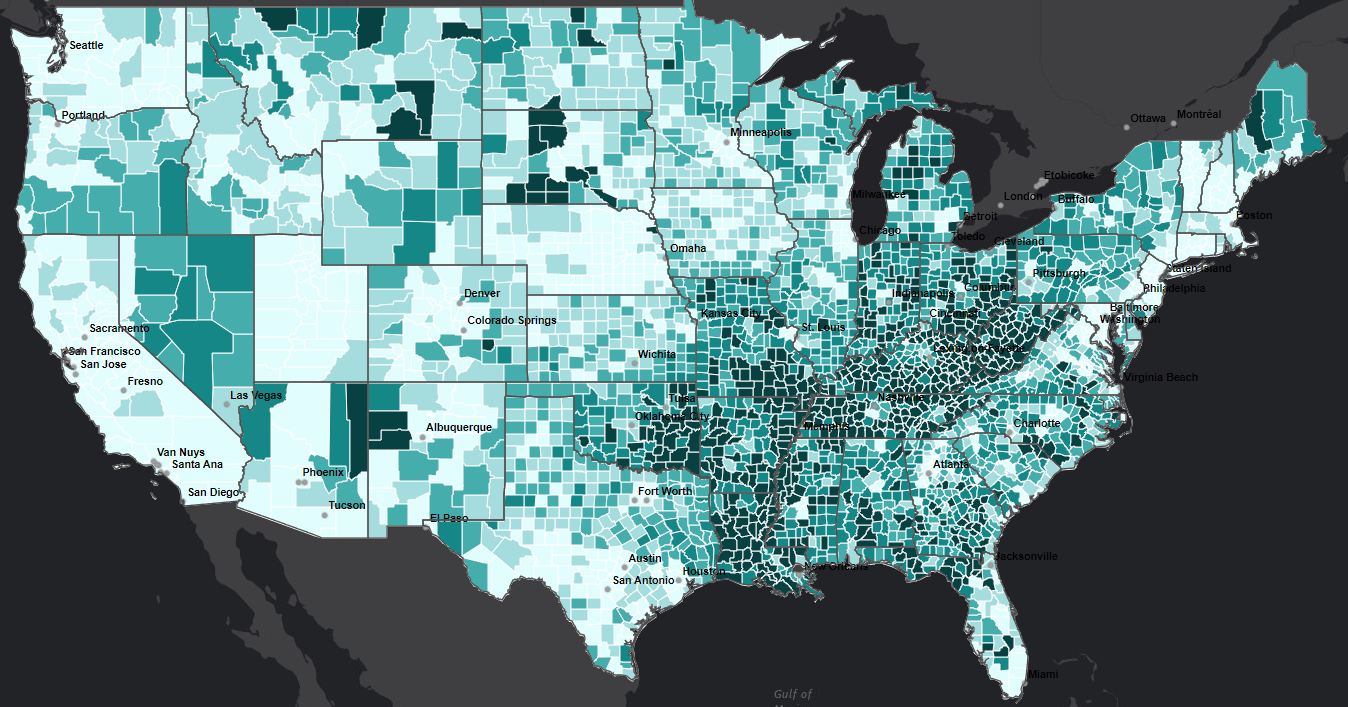 Seattle
Portland
Ottawa
Montréal
Minneapolis
Etobicoke
London
Buffalo
Milwaukee
Detroit
Boston
Chicago
Toledo
Cleveland
Omaha
Staten Island
Pittsburgh
Philadelphia
Denver
Indianapolis
Columbus
Colorado Springs
Kansas City
Cincinnati
Baltimore
Washington
Sacramento
St. Louis
San Francisco
San Jose
Wichita
Fresno
Virginia Beach
Las Vegas
Tulsa
Nashville
Oklahoma City
Albuquerque
Memphis
Charlotte
Van Nuys
Santa Ana
Atlanta
Phoenix
San Diego
Fort Worth
Tucson
El Paso
Jacksonville
Austin
New Orleans
Houston
San Antonio
Miami
Gulf of